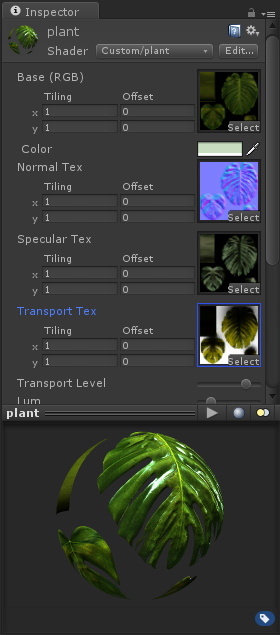 Inspector
plant
Shader Custom/plant Edit...
Base (RGB)
Tiling Offset
x 1 0
y 1 0
Select
Color
Normal Tex
Tiling Offset
x 1 0
y 1 0
Select
Specular Tex
Tiling Offset
x 1 0
y 1 0
Select
Transport Tex
Tiling Offset
x 1 0
y 1 0
Select
Transport Level
Lum
plant